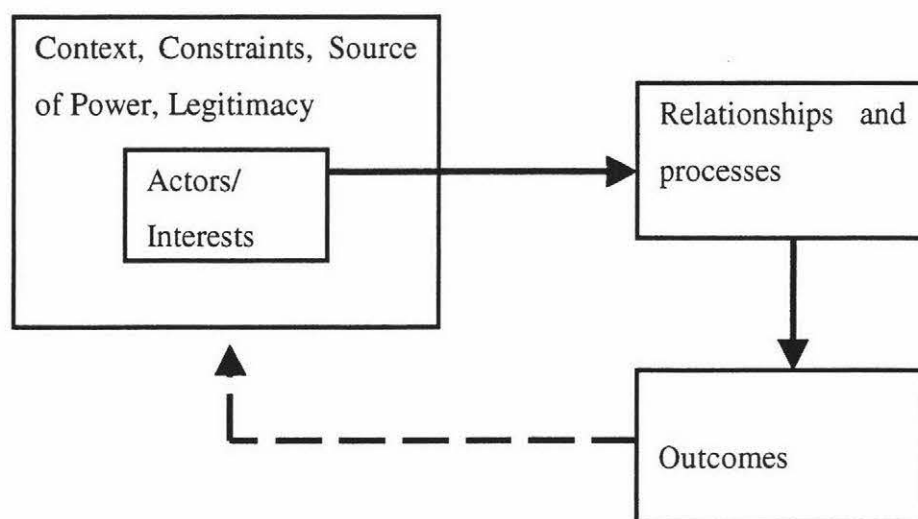 Context, Constraints, Source
of Power, Legitimacy
Relationships and
processes
Actors/
Interests
Outcomes